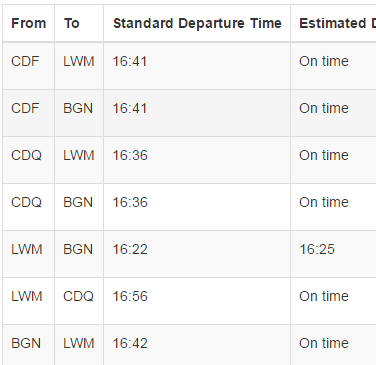 From To Standard Departure Time Estimated
CDF LWM 16:41 On time
CDF BGN 16:41 On time
CDQ LWM 16:36 On time
CDQ BGN 16:36 On time
LWM BGN 16:22 16:25
LWM CDQ 16:56 On time
BGN LWM 16:42 On time